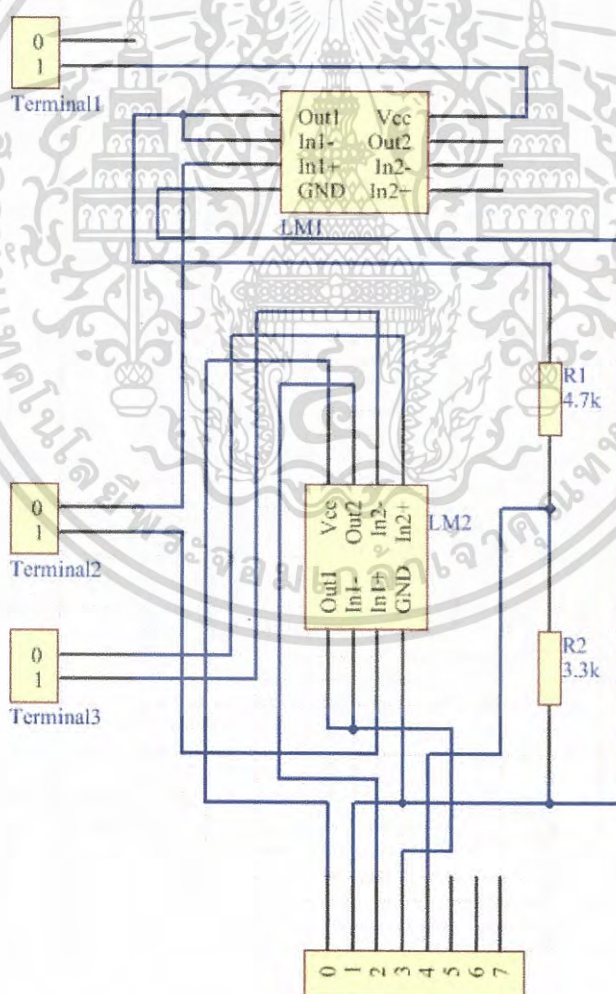 0
1
Terminal1
Out1 Vcc
In1- Out2
In1+ In2-
GND In2+
LM1
R1
4.7k
0
1
Terminal2
Vcc
Out2
In2-
In2+
LM2
Out1
In1-
In1+
GND
0
1
Terminal3
R2
3.3k
0
1
2
3
4
5
6
7